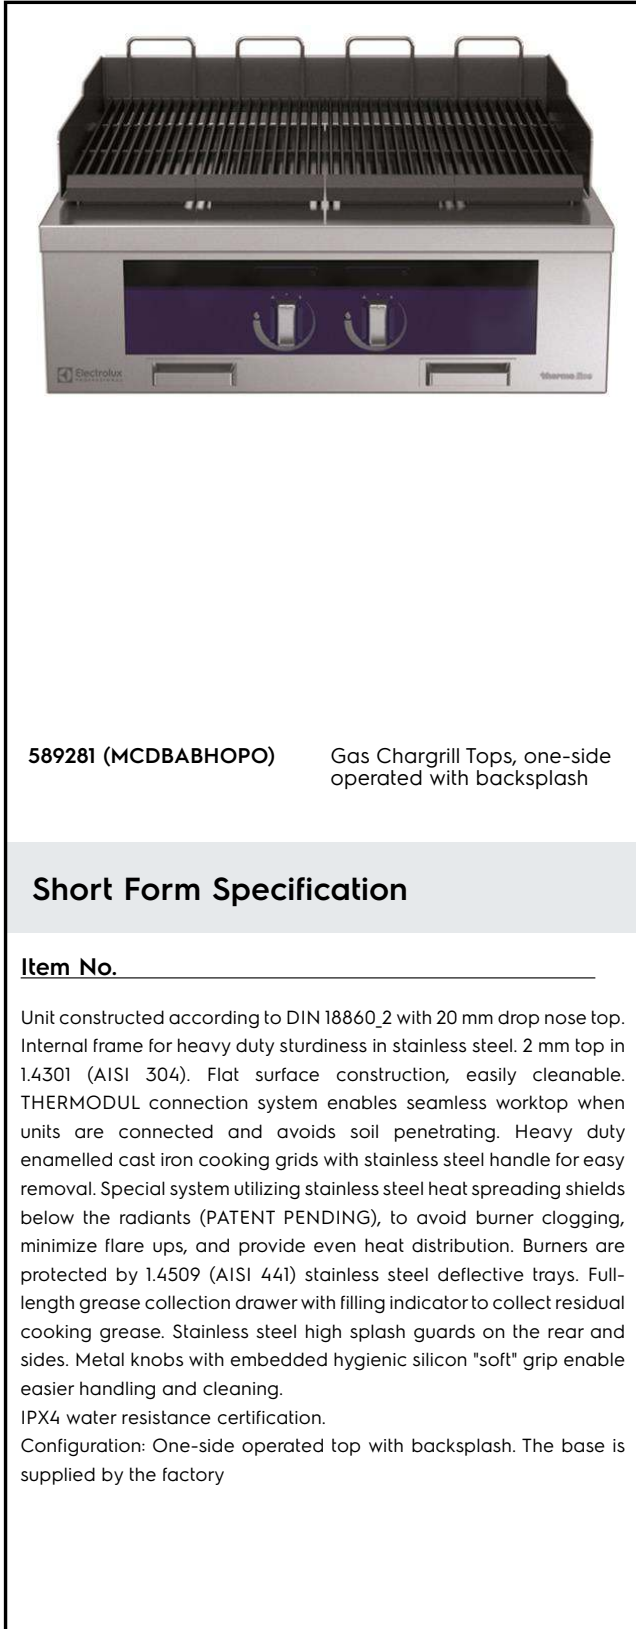 Electrolux
PROFESSIONAL
thermaline
589281 (MCDBABHOPO)
Gas Chargrill Tops, one-side
operated with backsplash
Short Form Specification
Item No.
Unit constructed according to DIN 18860_2 with 20 mm drop nose top.
Internal frame for heavy duty sturdiness in stainless steel. 2 mm top in
1.4301 (AISI 304). Flat surface construction, easily cleanable.
THERMODUL connection system enables seamless worktop when
units are connected and avoids soil penetrating. Heavy duty
enamelled cast iron cooking grids with stainless steel handle for easy
removal. Special system utilizing stainless steel heat spreading shields
below the radiants (PATENT PENDING), to avoid burner clogging,
minimize flare ups, and provide even heat distribution. Burners are
protected by 1.4509 (AISI 441) stainless steel deflective trays. Full-
length grease collection drawer with filling indicator to collect residual
cooking grease. Stainless steel high splash guards on the rear and
sides. Metal knobs with embedded hygienic silicon "soft" grip enable
easier handling and cleaning.
IPX4 water resistance certification.
Configuration: One-side operated top with backsplash. The base is
supplied by the factory